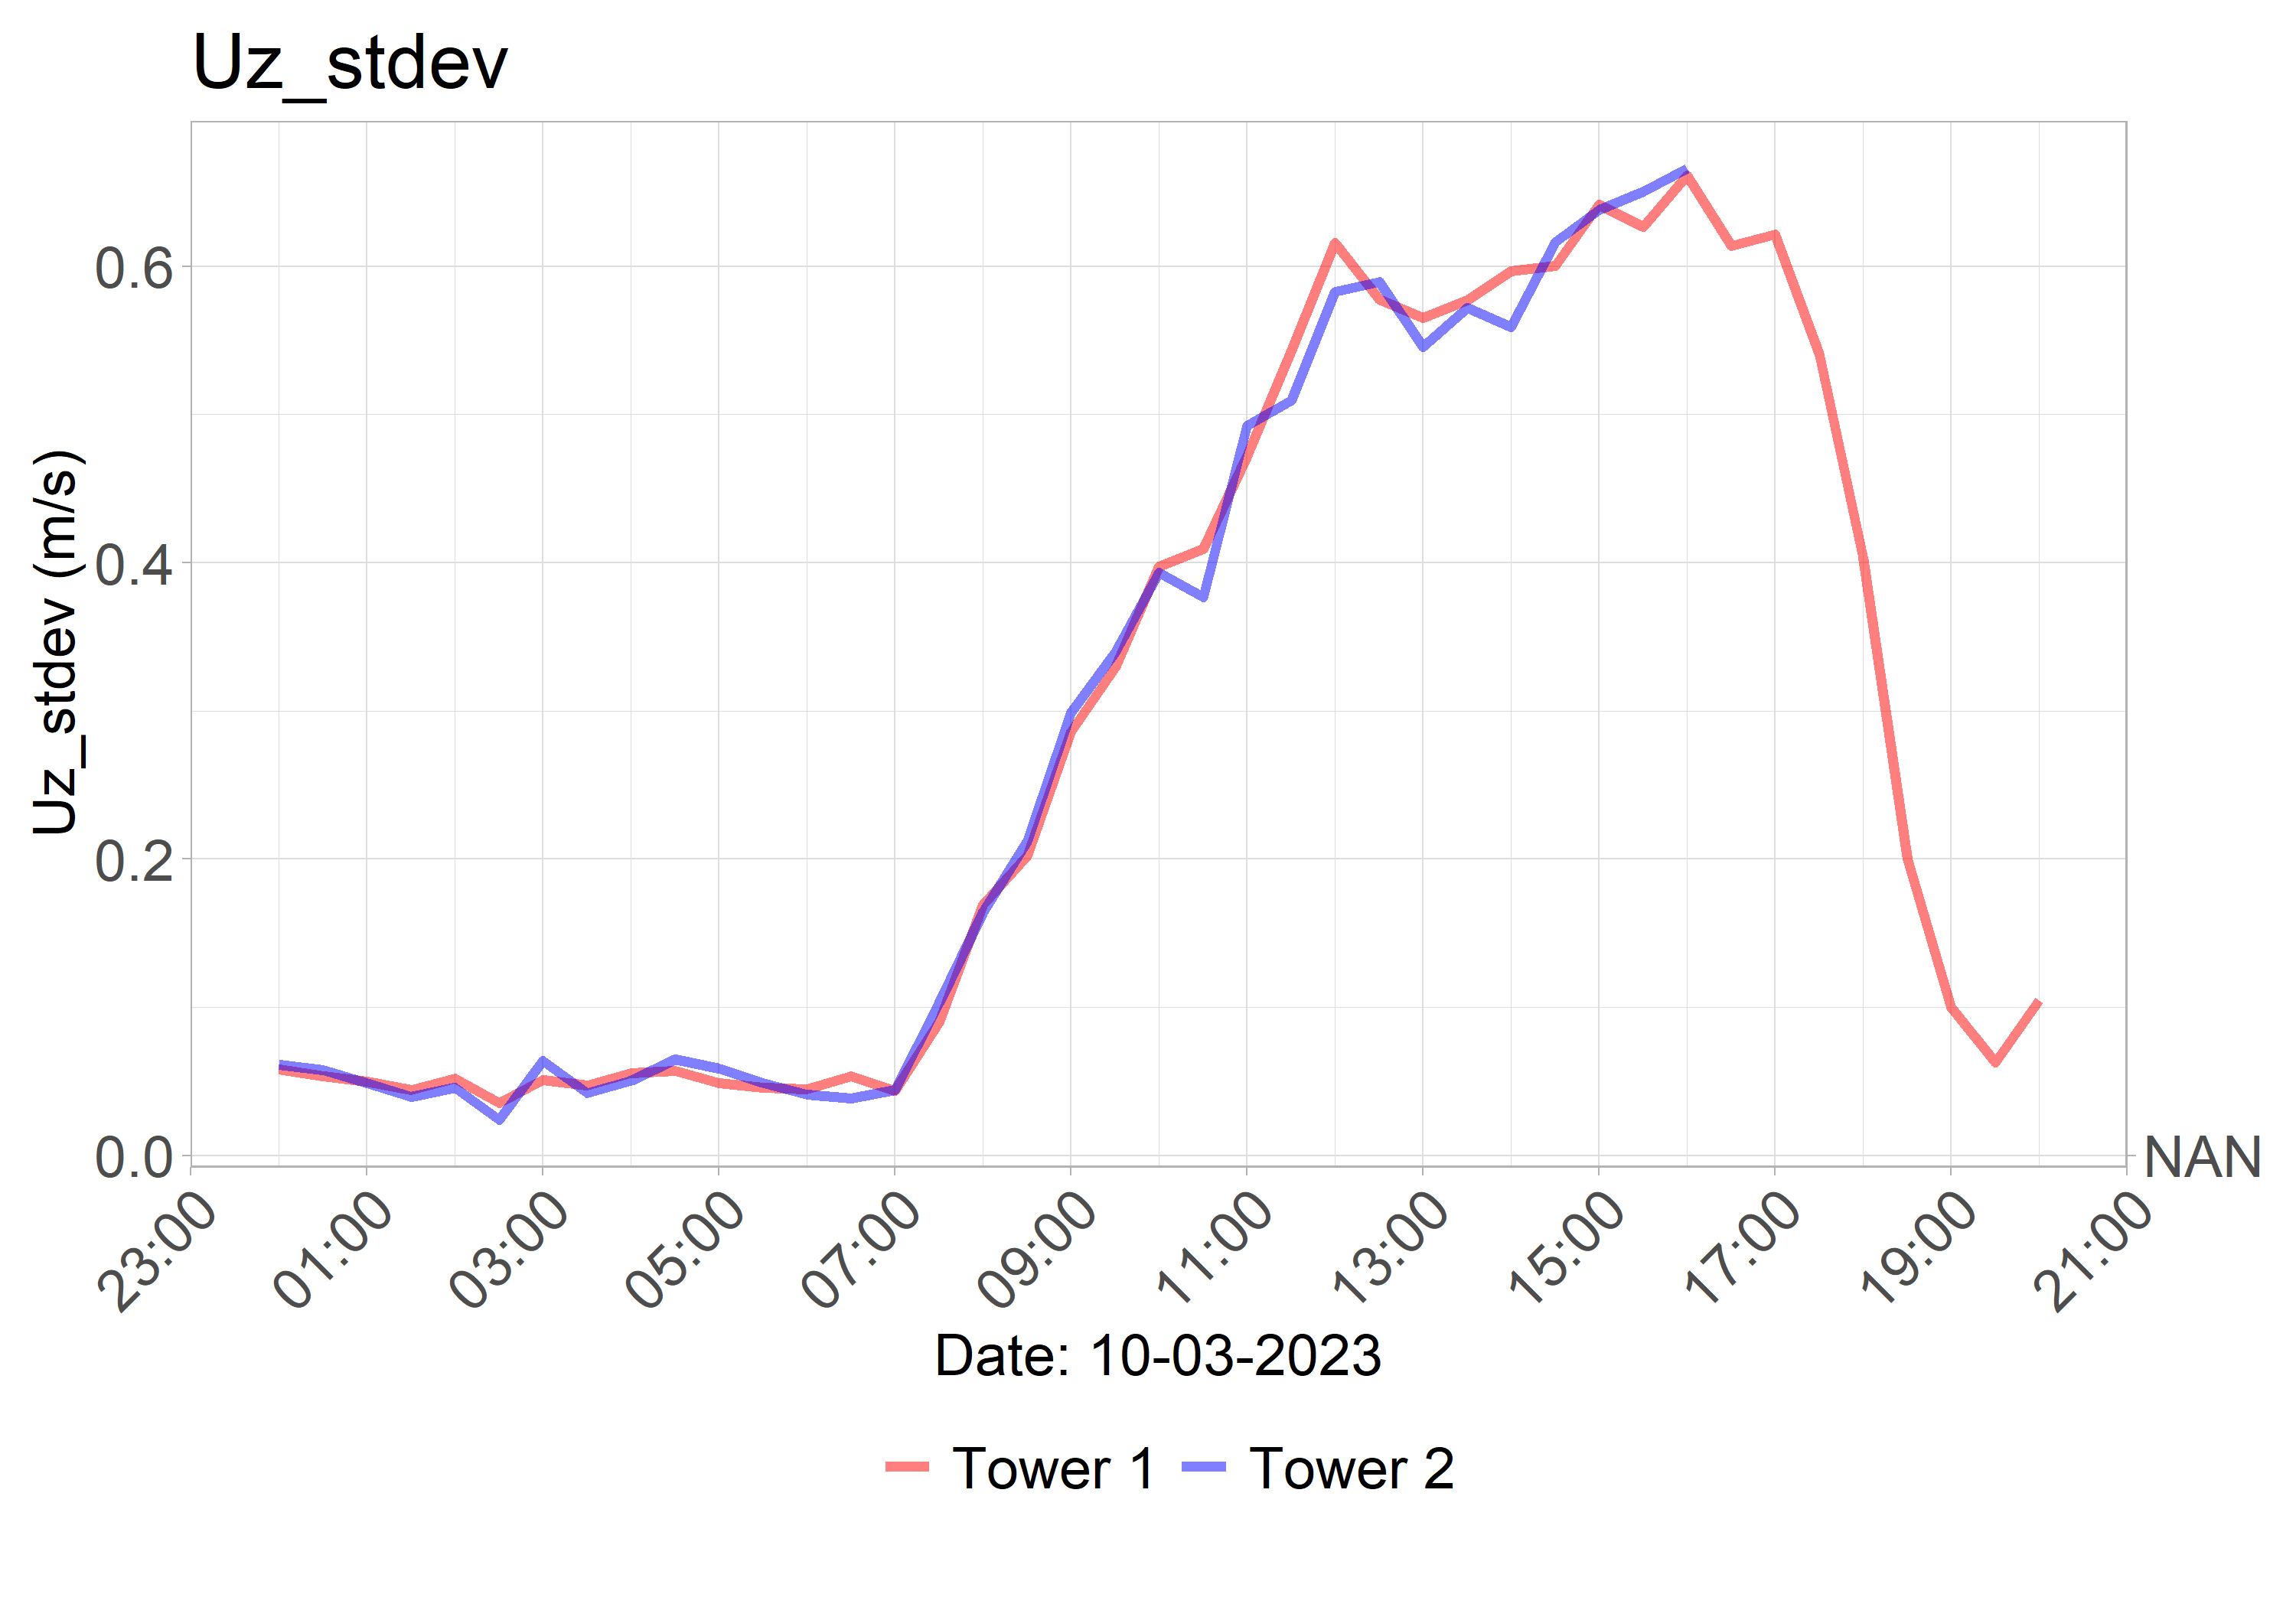 Uz_stdev
Uz_stdev (m/s)
0.6
0.4
0.2
0.0
NAN
23:00 01:00 03:00 05:00 07:00 09:00 11:00 13:00 15:00 17:00 19:00 21:00
Date: 10-03-2023
Tower 1 Tower 2